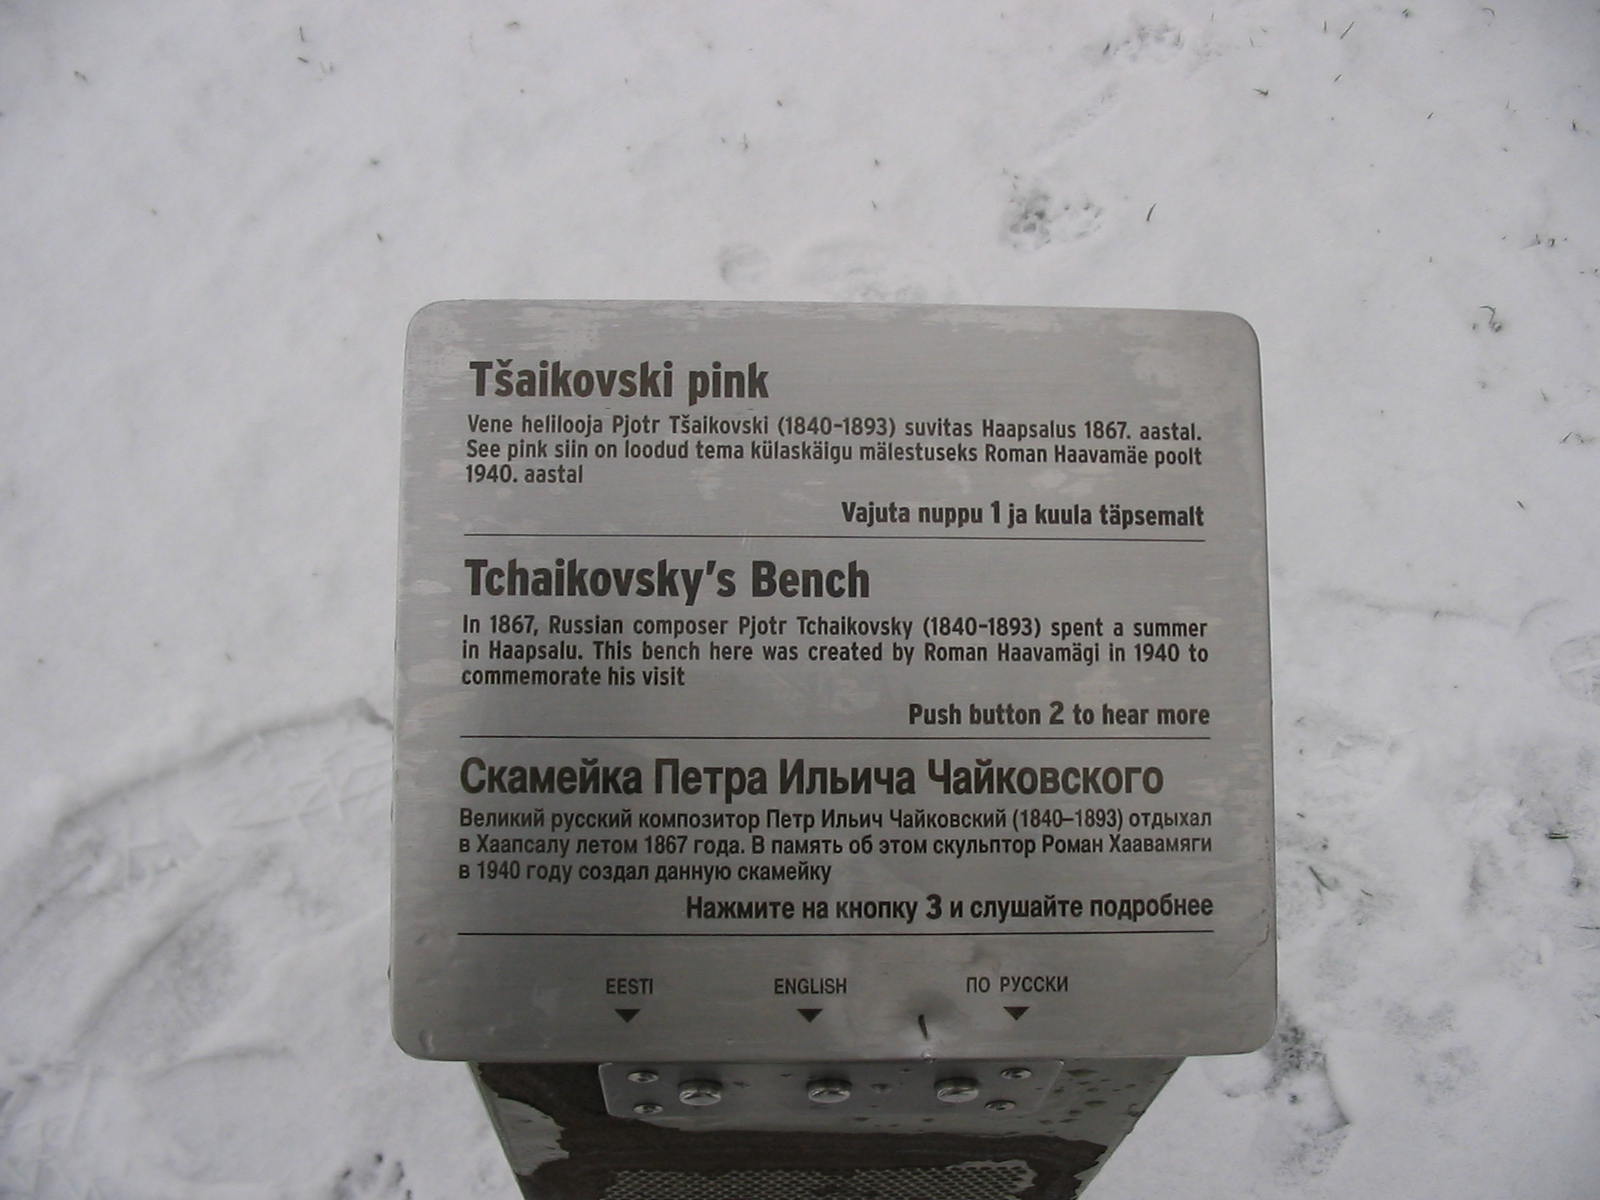 Tšaikovski pink
Vene helilooja Pjotr Tšaikovski (1840-1893) suvitas Haapsalus 1867. aastal.
See pink siin on loodud tema külaskäigu mälestuseks Roman Haavamäe poolt
1940. aastal
Vajuta nuppu 1 ja kuula täpsemalt
Tchaikovsky's Bench
In 1867, Russian composer Pjotr Tchaikovsky (1840-1893) spent a summer
in Haapsalu. This bench here was created by Roman Haavamägi in 1940 to
commemorate his visit
Push button 2 to hear more
Скамейка Петра Ильича Чайковского
Великий русский композитор Петр Ильич Чайковский (1840–1893) отдыхал
в Хаапсалу летом 1867 года. В память об этом скульптор Роман Хаавамяги
в 1940 году создал данную скамейку
Нажмите на кнопку 3 и слушайте подробнее
EESTI ENGLISH ПО РУССКИ